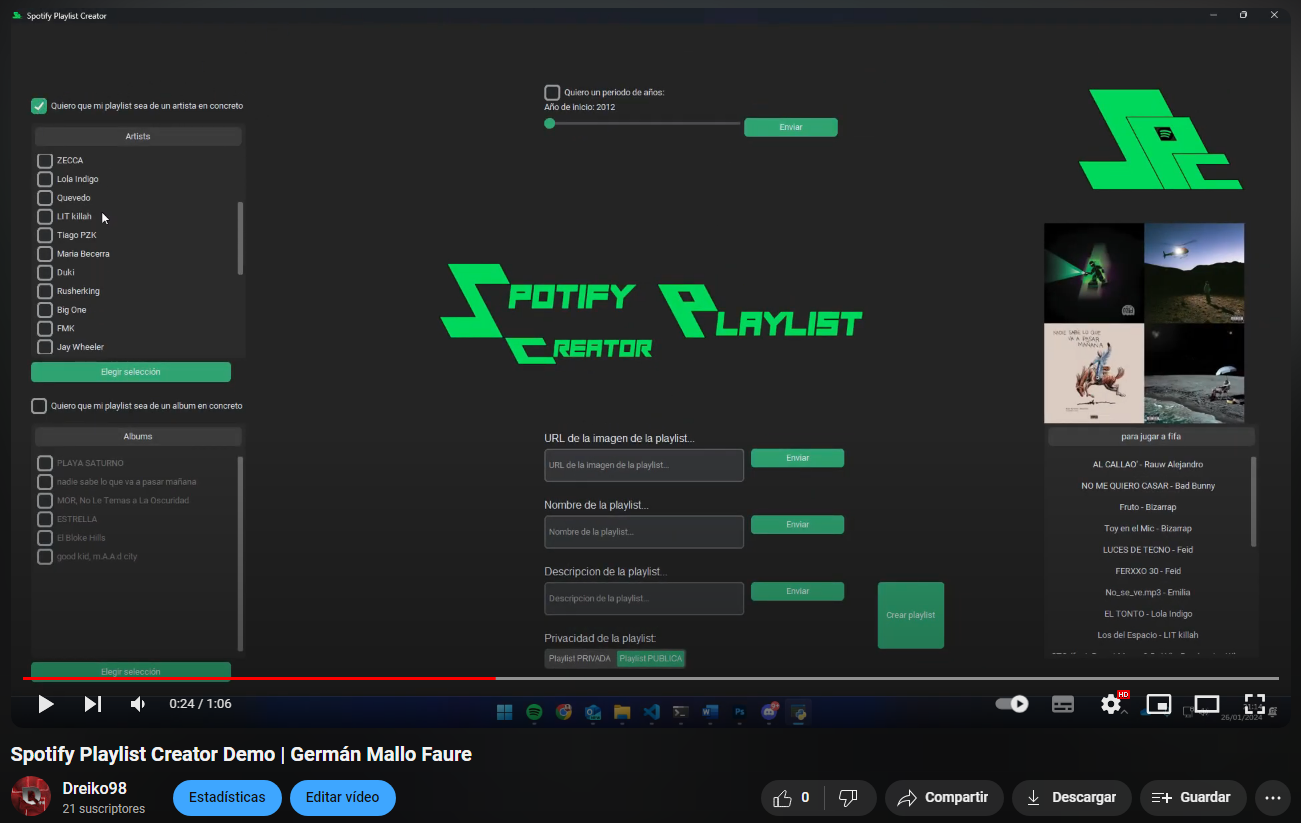 Spotify Playlist Creator
Quiero que mi playlist sea de un artista en concreto
Artists
ZECCA
Lola Indigo
Quevedo
LIT killah
Tiago PZK
Maria Becerra
Duki
Rusherking
Big One
FMK
Jay Wheeler
Elegir selección
Quiero que mi playlist sea de un album en concreto
Albums
PLAYA SATURNO
nadie sabe lo que va a pasar mañana
MOR, No Le Temas a La Oscuridad
ESTRELLA
El Bloke Hills
good kid, m.A.A.d city
Elegir selección
Quiero un periodo de años:
Año de inicio: 2012
Enviar
SPOTIFY PLAYLIST
CREATOR
URL de la imagen de la playlist...
URL de la imagen de la playlist...
Enviar
Nombre de la playlist...
Nombre de la playlist...
Enviar
Descripcion de la playlist...
Descripcion de la playlist...
Enviar
Privacidad de la playlist:
Playlist PRIVADA
Playlist PUBLICA
Crear playlist
SPC
NADIE SABE LO QUE
VA A PASAR
MAÑANA
para jugar a fifa
AL CALLAO' - Rauw Alejandro
NO ME QUIERO CASAR - Bad Bunny
Fruto - Bizarrap
Toy en el Mic - Bizarrap
LUCES DE TECNO - Feid
FERXXO 30 - Feid
No_se_ve.mp3 - Emilia
EL TONTO - Lola Indigo
Los del Espacio - LIT killah
0:24 / 1:06
HD
26/01/2024
Spotify Playlist Creator Demo | Germán Mallo Faure
Dreiko98
21 suscriptores
Estadísticas
Editar vídeo
0
Compartir
Descargar
Guardar